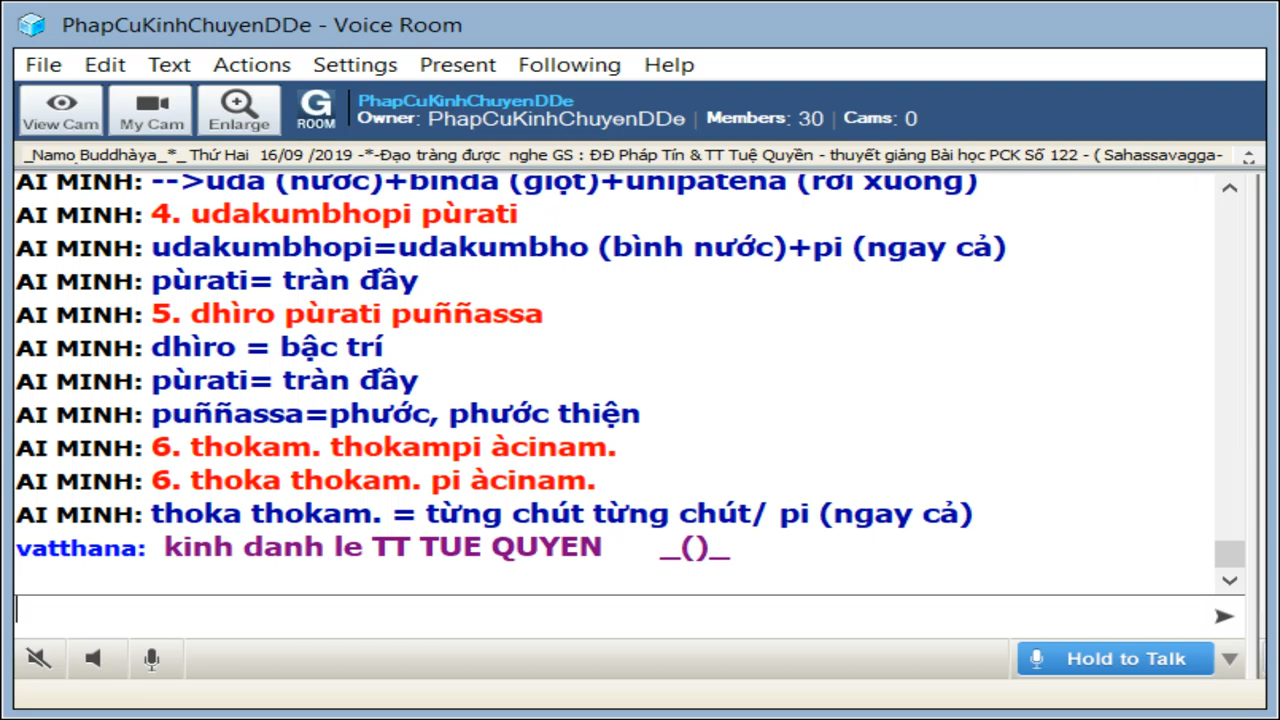 PhapCuKinhChuyenDDe - Voice Room
File Edit Text Actions Settings Present Following Help
View Cam My Cam Enlarge G ROOM PhapCuKinhChuyenDDe
Owner: PhapCuKinhChuyenDDe | Members: 30 | Cams: 0
_Namo Buddhàya_*_ Thứ Hai 16/09 /2019 -*-Đạo tràng được nghe GS : ĐĐ Pháp Tín & TT Tuệ Quyền - thuyết giảng Bài học PCK Số 122 - ( Sahassavagga-
AI MINH: -->uda (nước)+binda (giọt)+unipatena (rơi xuống)
AI MINH: 4. udakumbhopi pùrati
AI MINH: udakumbhopi=udakumbho (bình nước)+pi (ngay cả)
AI MINH: pùrati= tràn đầy
AI MINH: 5. dhìro pùrati puññassa
AI MINH: dhìro = bậc trí
AI MINH: pùrati= tràn đầy
AI MINH: puññassa=phước, phước thiện
AI MINH: 6. thokam. thokampi àcinam.
AI MINH: 6. thoka thokam. pi àcinam.
AI MINH: thoka thokam. = từng chút từng chút/ pi (ngay cả)
vatthana: kinh danh le TT TUE QUYEN _()_
Hold to Talk